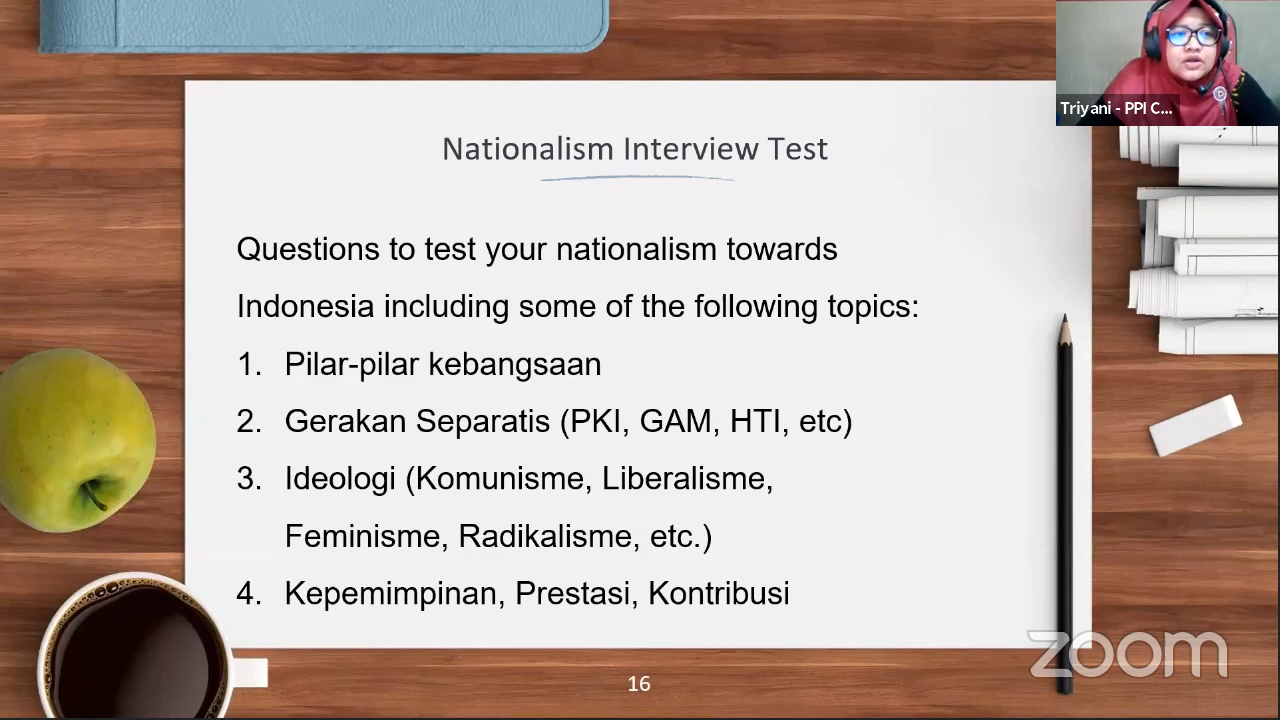 Triyani - PPI C...
Nationalism Interview Test
Questions to test your nationalism towards
Indonesia including some of the following topics:
1. Pilar-pilar kebangsaan
2. Gerakan Separatis (PKI, GAM, HTI, etc)
3. Ideologi (Komunisme, Liberalisme,
Feminisme, Radikalisme, etc.)
4. Kepemimpinan, Prestasi, Kontribusi
zoom
16